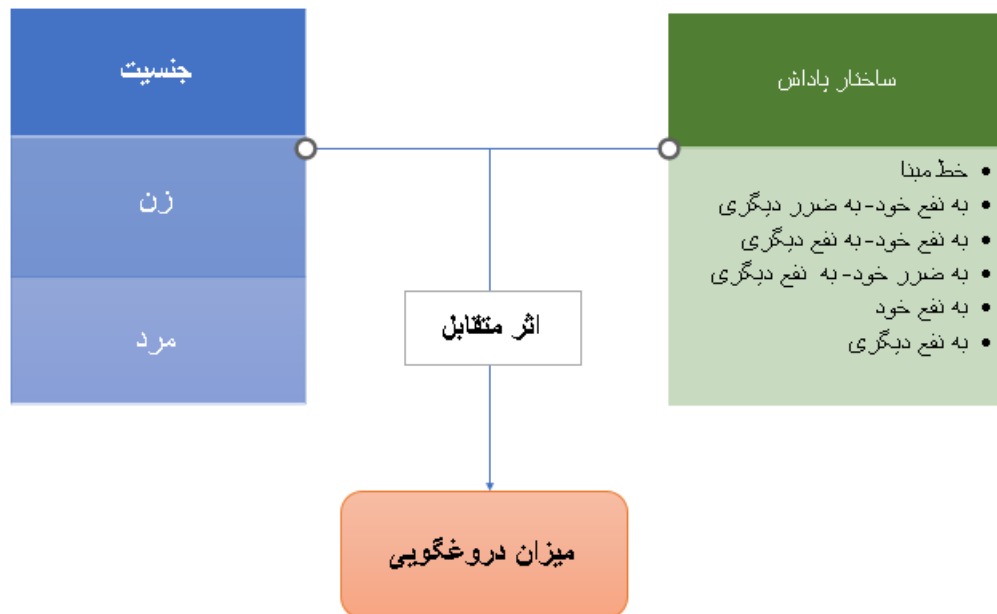 جنسیت
زن
مرد
ساختار پاداش
• خط مبنا
• به نفع خود-به ضرر دیگری
• به نفع خود-به نفع دیگری
• به ضرر خود-به نفع دیگری
• به نفع خود
• به نفع دیگری
اثر متقابل
میزان دروغگویی